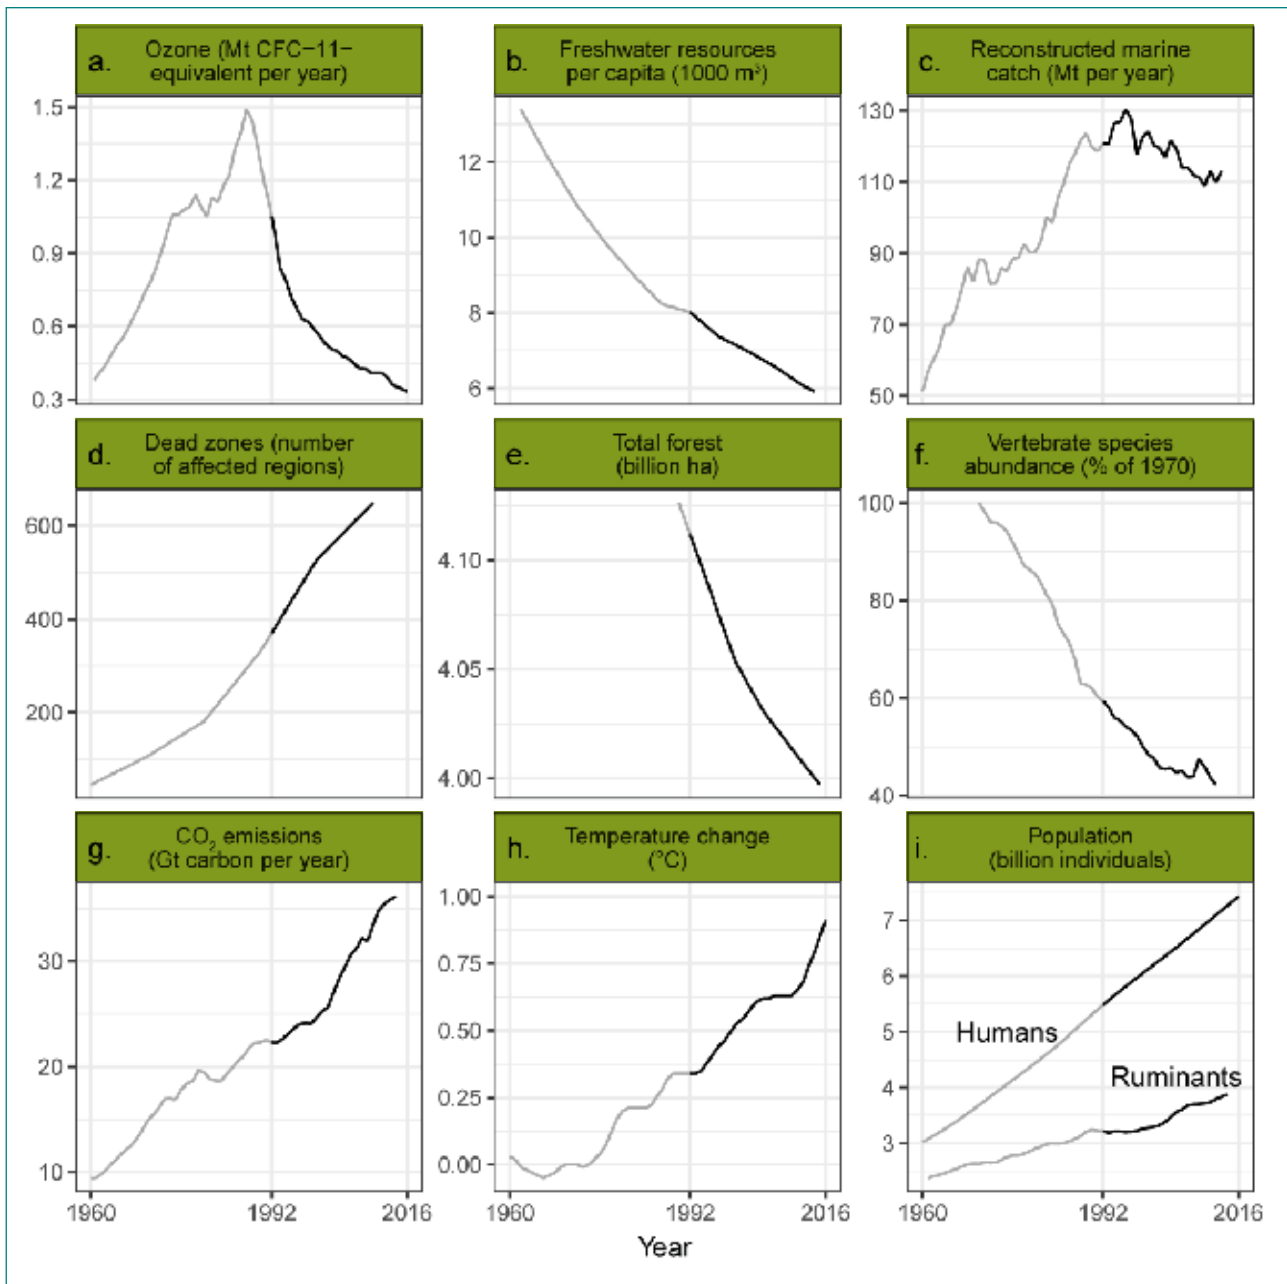 a. Ozone (Mt CFC−11−
equivalent per year)
1.5
1.2
0.9
0.6
0.3
b. Freshwater resources
per capita (1000 m³)
12
10
8
6
c. Reconstructed marine
catch (Mt per year)
130
110
90
70
50
d. Dead zones (number
of affected regions)
600
400
200
e. Total forest
(billion ha)
4.10
4.05
4.00
f. Vertebrate species
abundance (% of 1970)
100
80
60
40
g. CO₂ emissions
(Gt carbon per year)
30
20
10
1960 1992 2016
h. Temperature change
(°C)
1.00
0.75
0.50
0.25
0.00
1960 1992 2016
i. Population
(billion individuals)
7
6
5
4
3
Humans
Ruminants
1960 1992 2016
Year